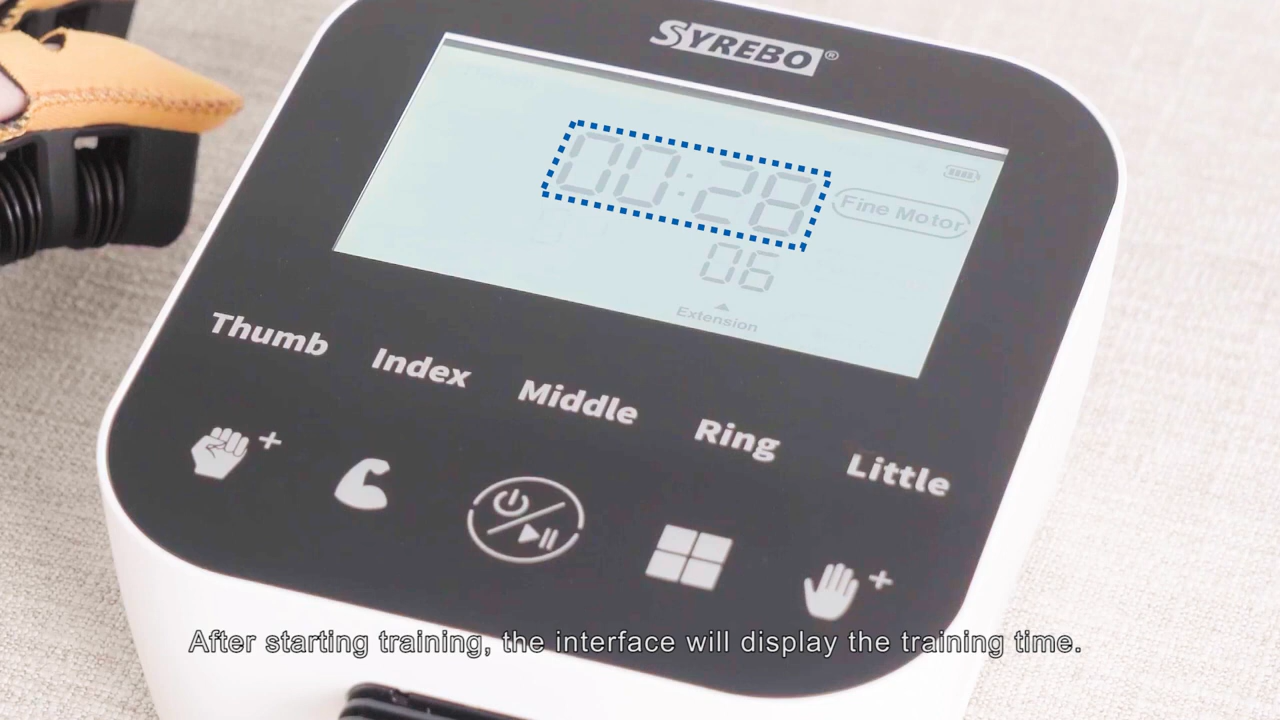 SYREBO®
00:28
Fine Motor
06
Extension
Thumb Index Middle Ring Little
After starting training, the interface will display the training time.